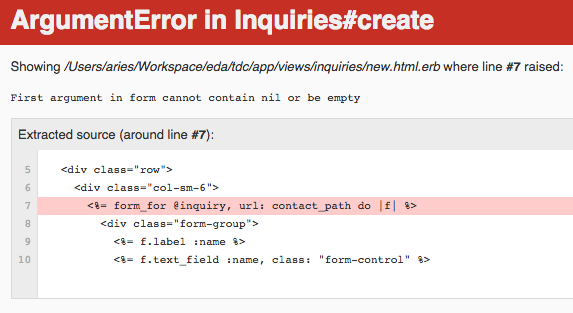 ArgumentError in Inquiries#create
Showing /Users/aries/Workspace/eda/tdc/app/views/inquiries/new.html.erb where line #7 raised:
First argument in form cannot contain nil or be empty
Extracted source (around line #7):
5 <div class="row">
6 <div class="col-sm-6">
7 <%= form_for @inquiry, url: contact_path do |f| %>
8 <div class="form-group">
9 <%= f.label :name %>
10 <%= f.text_field :name, class: "form-control" %>